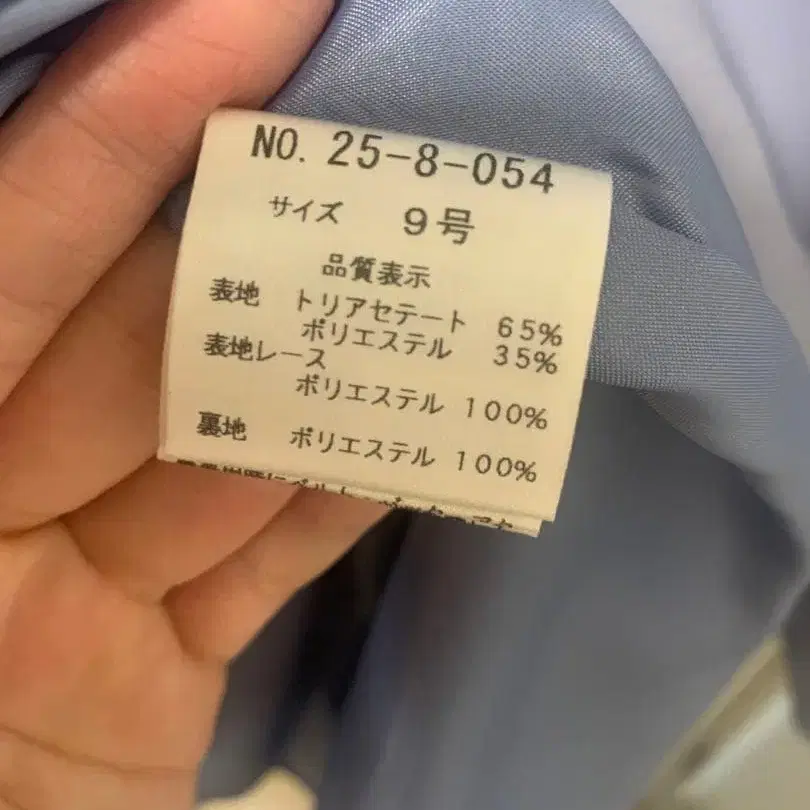 NO. 25-8-054
サイズ 9号
品質表示
表地 トリアセテート 65%
ポリエステル 35%
表地レース
ポリエステル 100%
裏地 ポリエステル 100%